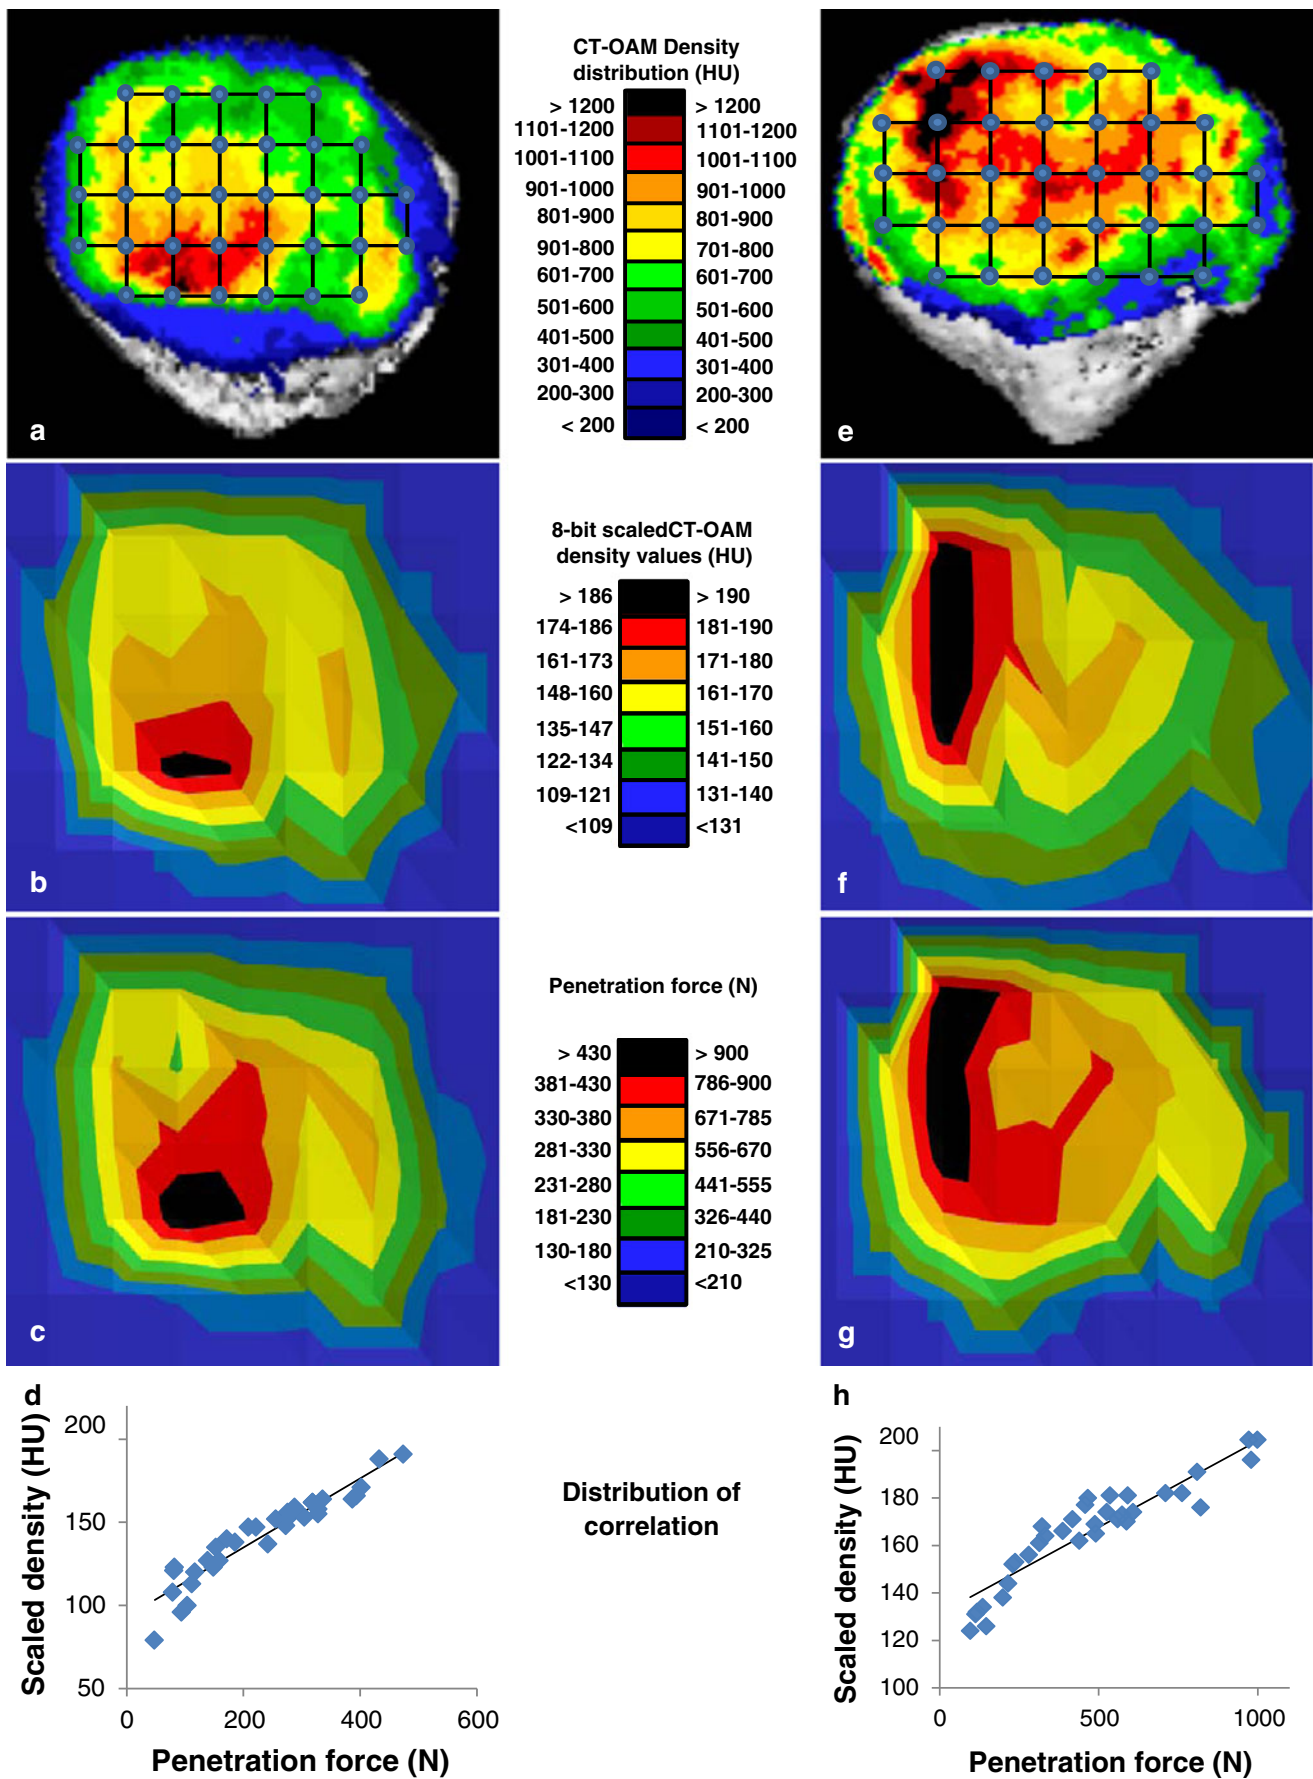 CT-OAM Density
distribution (HU)
> 1200 > 1200
1101-1200 1101-1200
1001-1100 1001-1100
901-1000 901-1000
801-900 801-900
901-800 701-800
601-700 601-700
501-600 501-600
401-500 401-500
301-400 301-400
200-300 200-300
< 200 < 200
a
e
8-bit scaledCT-OAM
density values (HU)
> 186 > 190
174-186 181-190
161-173 171-180
148-160 161-170
135-147 151-160
122-134 141-150
109-121 131-140
<109 <131
b
f
Penetration force (N)
> 430 > 900
381-430 786-900
330-380 671-785
281-330 556-670
231-280 441-555
181-230 326-440
130-180 210-325
<130 <210
c
g
d
Scaled density (HU)
200
150
100
50
0 200 400 600
Penetration force (N)
Distribution of
correlation
h
Scaled density (HU)
200
180
160
140
120
100
0 500 1000
Penetration force (N)